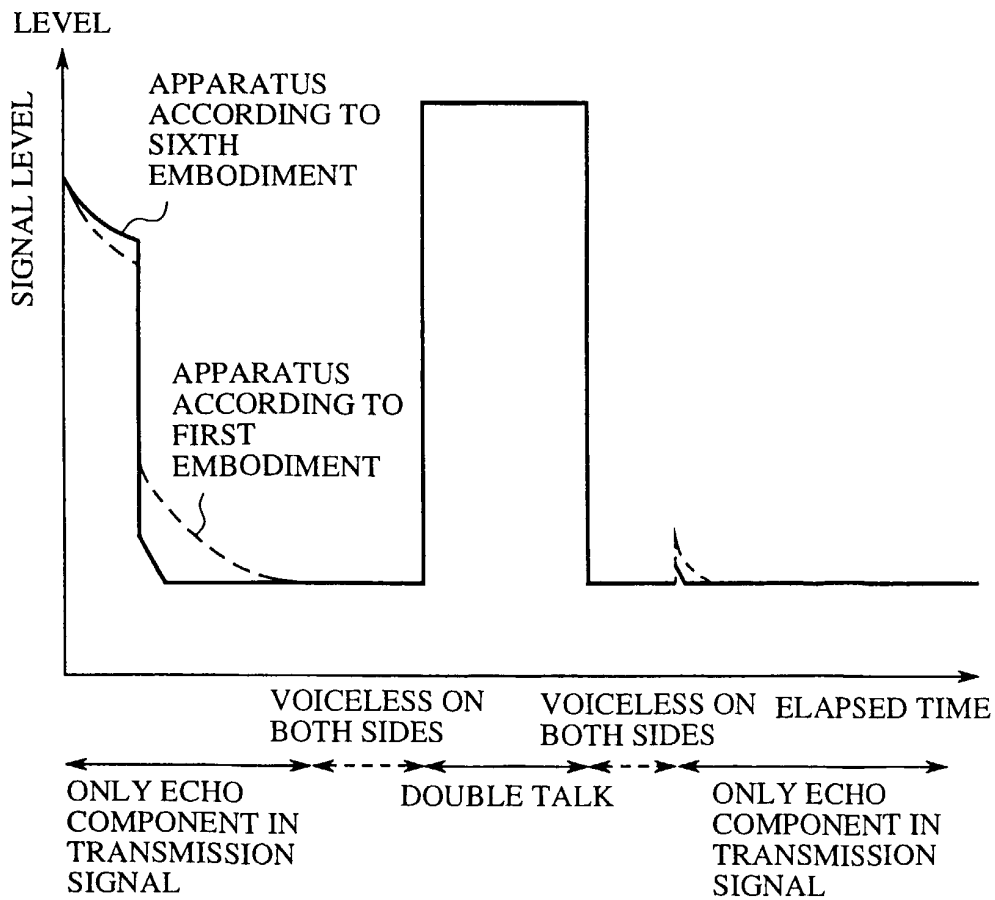 LEVEL
SIGNAL LEVEL
APPARATUS
ACCORDING TO
SIXTH
EMBODIMENT
APPARATUS
ACCORDING TO
FIRST
EMBODIMENT
VOICELESS ON
BOTH SIDES
VOICELESS ON
BOTH SIDES
ELAPSED TIME
ONLY ECHO
COMPONENT IN
TRANSMISSION
SIGNAL
DOUBLE TALK
ONLY ECHO
COMPONENT IN
TRANSMISSION
SIGNAL